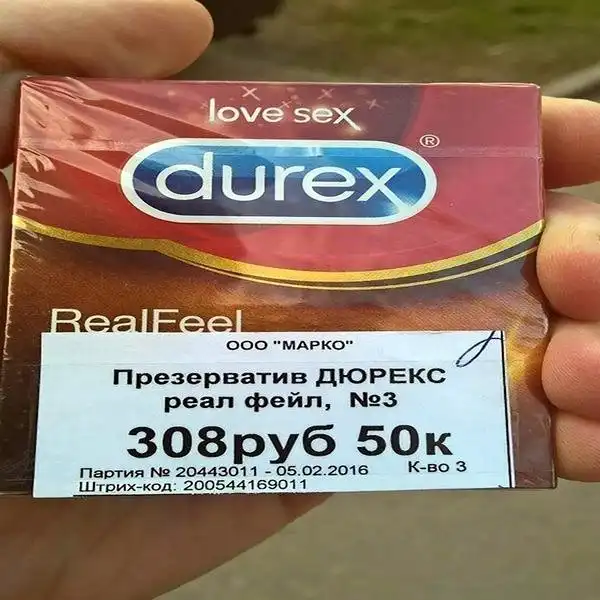 love sex
durex®
RealFeel
ООО "МАРКО"
Презерватив ДЮРЕКС
реал фейл, №3
308руб 50к
Партия № 20443011 - 05.02.2016 К-во 3
Штрих-код: 200544169011